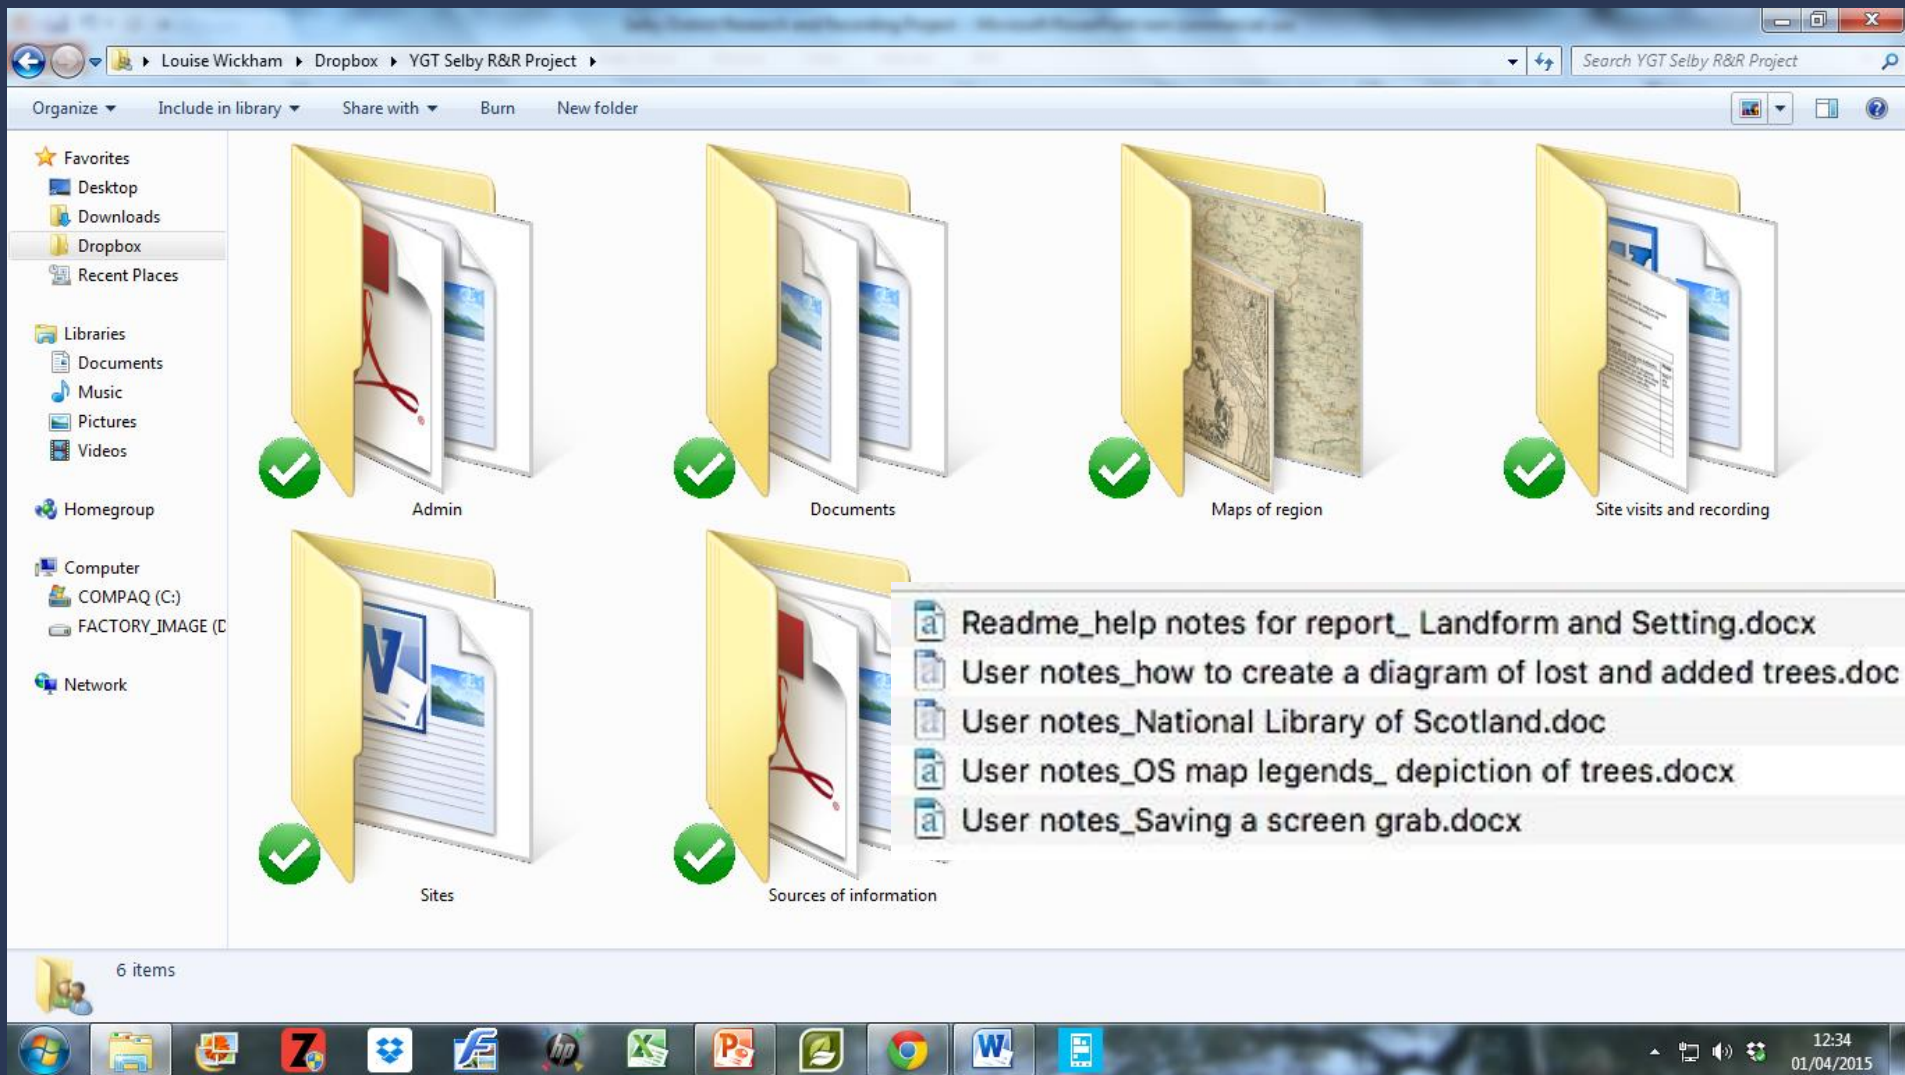 Louise Wickham ▸ Dropbox ▸ YGT Selby R&R Project ▸
Search YGT Selby R&R Project
Organize Include in library Share with Burn New folder
Favorites
Desktop
Downloads
Dropbox
Recent Places
Libraries
Documents
Music
Pictures
Videos
Homegroup
Computer
COMPAQ (C:)
FACTORY_IMAGE (D
Network
Admin
Documents
Maps of region
Site visits and recording
Sites
Sources of information
Readme_help notes for report_ Landform and Setting.docx
User notes_how to create a diagram of lost and added trees.doc
User notes_National Library of Scotland.doc
User notes_OS map legends_ depiction of trees.docx
User notes_Saving a screen grab.docx
6 items
12:34
01/04/2015